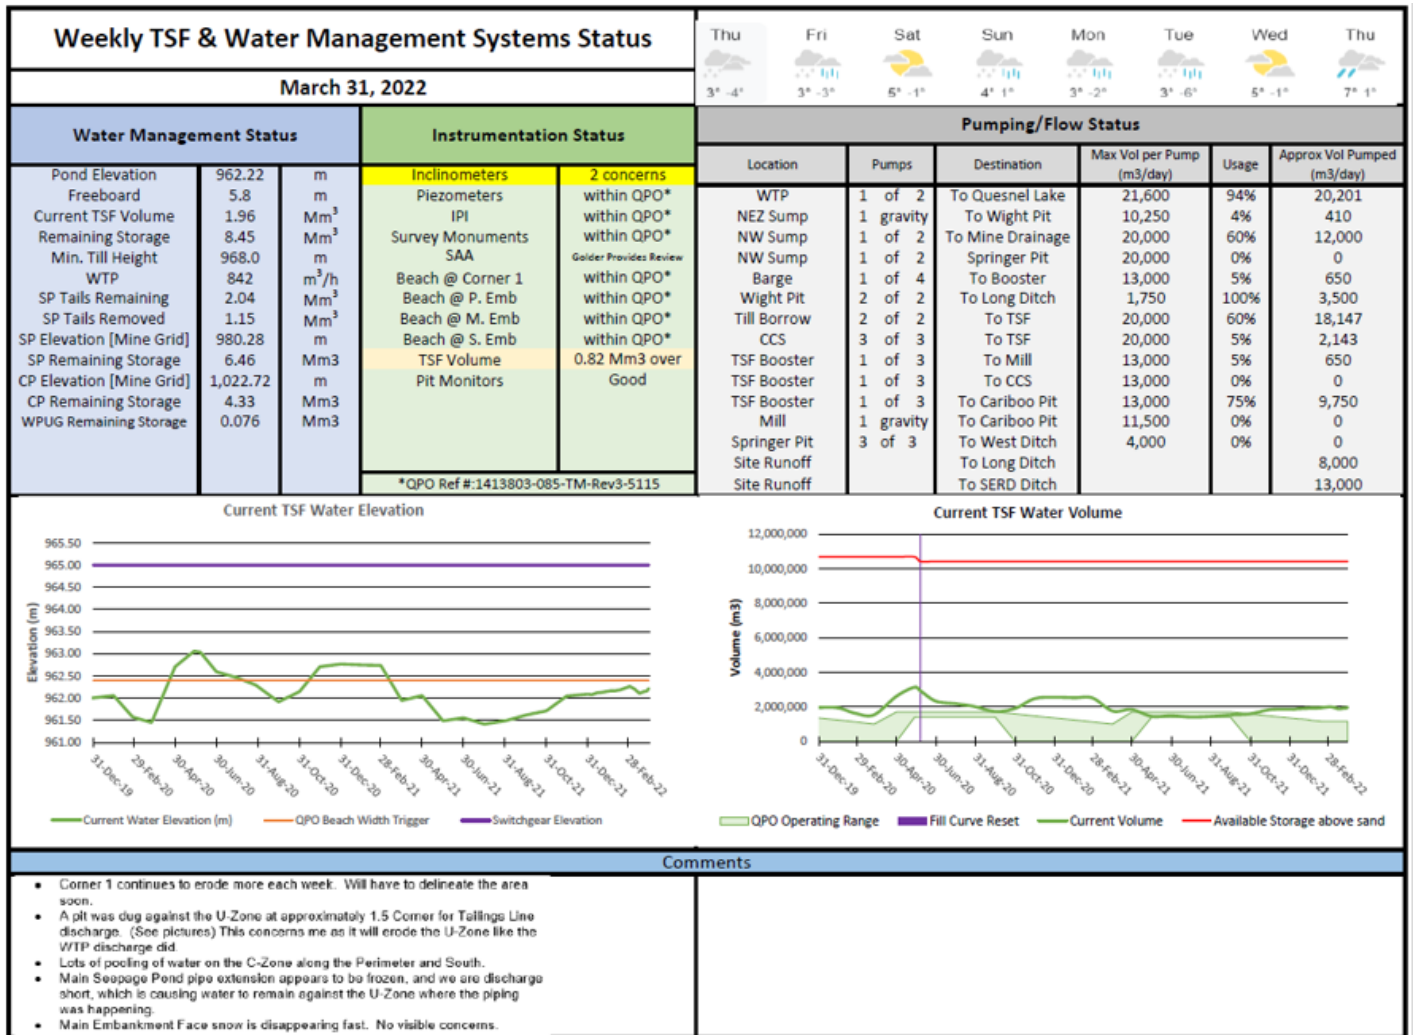 Weekly TSF & Water Management Systems Status
March 31, 2022
Thu Fri Sat Sun Mon Tue Wed Thu
3° -4° 3° -3° 5° -1° 4° 1° 3° -2° 3° -6° 5° -1° 7° 1°
Water Management Status
Pond Elevation 962.22 m
Freeboard 5.8 m
Current TSF Volume 1.96 Mm³
Remaining Storage 8.45 Mm³
Min. Till Height 968.0 m
WTP 842 m³/h
SP Tails Remaining 2.04 Mm³
SP Tails Removed 1.15 Mm³
SP Elevation [Mine Grid] 980.28 m
SP Remaining Storage 6.46 Mm3
CP Elevation [Mine Grid] 1,022.72 m
CP Remaining Storage 4.33 Mm3
WPUG Remaining Storage 0.076 Mm3
Instrumentation Status
Inclinometers 2 concerns
Piezometers within QPO*
IPI within QPO*
Survey Monuments within QPO*
SAA Golder Provides Review
Beach @ Corner 1 within QPO*
Beach @ P. Emb within QPO*
Beach @ M. Emb within QPO*
Beach @ S. Emb within QPO*
TSF Volume 0.82 Mm3 over
Pit Monitors Good
*QPO Ref #:1413803-085-TM-Rev3-5115
Pumping/Flow Status
Location Pumps Destination Max Vol per Pump (m3/day) Usage Approx Vol Pumped (m3/day)
WTP 1 of 2 To Quesnel Lake 21,600 94% 20,201
NEZ Sump 1 gravity To Wight Pit 10,250 4% 410
NW Sump 1 of 2 To Mine Drainage 20,000 60% 12,000
NW Sump 1 of 2 Springer Pit 20,000 0% 0
Barge 1 of 4 To Booster 13,000 5% 650
Wight Pit 2 of 2 To Long Ditch 1,750 100% 3,500
Till Borrow 2 of 2 To TSF 20,000 60% 18,147
CCS 3 of 3 To TSF 20,000 5% 2,143
TSF Booster 1 of 3 To Mill 13,000 5% 650
TSF Booster 1 of 3 To CCS 13,000 0% 0
TSF Booster 1 of 3 To Cariboo Pit 13,000 75% 9,750
Mill 1 gravity To Cariboo Pit 11,500 0% 0
Springer Pit 3 of 3 To West Ditch 4,000 0% 0
Site Runoff To Long Ditch 8,000
Site Runoff To SERD Ditch 13,000
Current TSF Water Elevation
Elevation (m)
965.50
965.00
964.50
964.00
963.50
963.00
962.50
962.00
961.50
961.00
31-Dec-19 29-Feb-20 30-Apr-20 30-Jun-20 31-Aug-20 31-Oct-20 31-Dec-20 28-Feb-21 30-Apr-21 30-Jun-21 31-Aug-21 31-Oct-21 31-Dec-21 28-Feb-22
Current Water Elevation (m) QPO Beach Width Trigger Switchgear Elevation
Current TSF Water Volume
Volume (m3)
12,000,000
10,000,000
8,000,000
6,000,000
4,000,000
2,000,000
0
31-Dec-19 29-Feb-20 30-Apr-20 30-Jun-20 31-Aug-20 31-Oct-20 31-Dec-20 28-Feb-21 30-Apr-21 30-Jun-21 31-Aug-21 31-Oct-21 31-Dec-21 28-Feb-22
QPO Operating Range Fill Curve Reset Current Volume Available Storage above sand
Comments
• Corner 1 continues to erode more each week. Will have to delineate the area
soon.
• A pit was dug against the U-Zone at approximately 1.5 Corner for Tailings Line
discharge. (See pictures) This concerns me as it will erode the U-Zone like the
WTP discharge did.
• Lots of pooling of water on the C-Zone along the Perimeter and South.
• Main Seepage Pond pipe extension appears to be frozen, and we are discharge
short, which is causing water to remain against the U-Zone where the piping
was happening.
• Main Embankment Face snow is disappearing fast. No visible concerns.